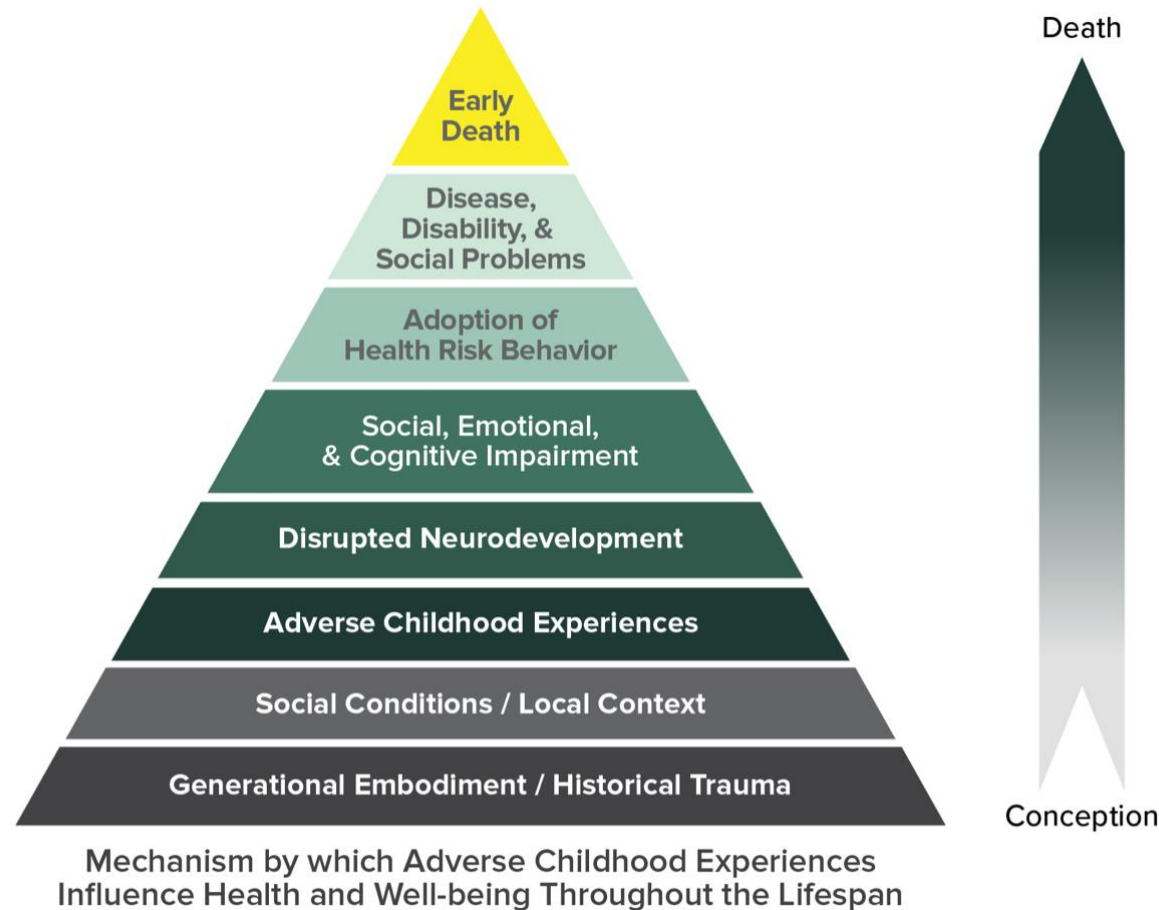 Death
Early
Death
Disease,
Disability, &
Social Problems
Adoption of
Health Risk Behavior
Social, Emotional,
& Cognitive Impairment
Disrupted Neurodevelopment
Adverse Childhood Experiences
Social Conditions / Local Context
Generational Embodiment / Historical Trauma
Conception
Mechanism by which Adverse Childhood Experiences
Influence Health and Well-being Throughout the Lifespan